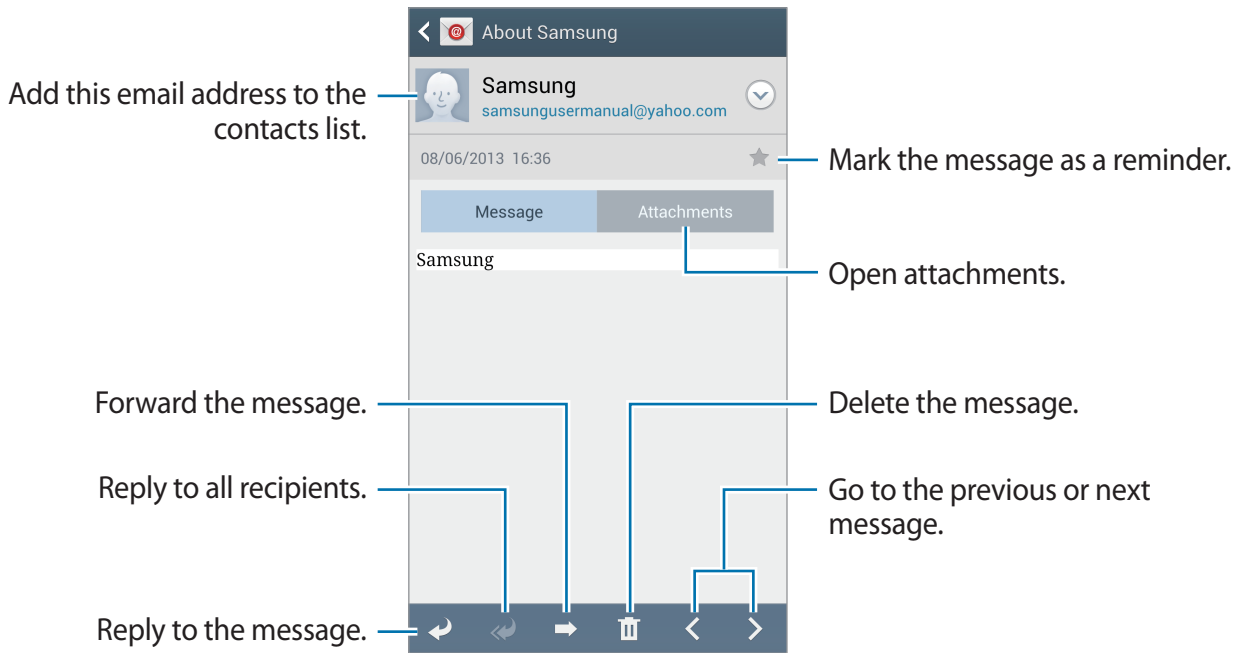 About Samsung
Add this email address to the
contacts list.
Samsung
samsungusermanual@yahoo.com
08/06/2013 16:36
Mark the message as a reminder.
Message
Attachments
Samsung
Open attachments.
Forward the message.
Delete the message.
Reply to all recipients.
Go to the previous or next
message.
Reply to the message.